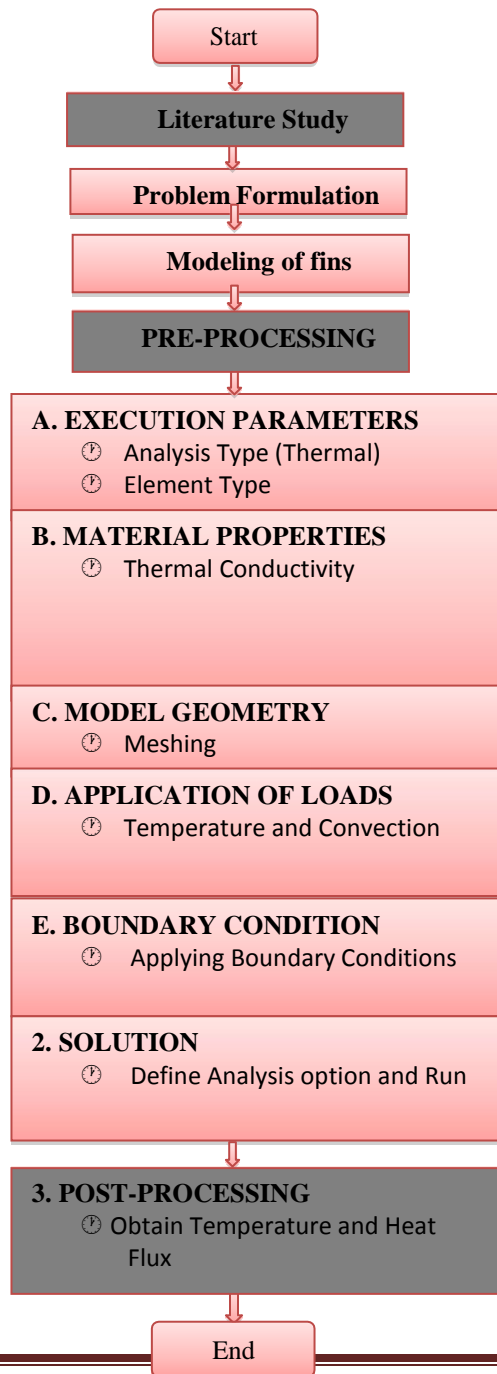 Start
Literature Study
Problem Formulation
Modeling of fins
PRE-PROCESSING
A. EXECUTION PARAMETERS
🕐 Analysis Type (Thermal)
🕐 Element Type
B. MATERIAL PROPERTIES
🕐 Thermal Conductivity
C. MODEL GEOMETRY
🕐 Meshing
D. APPLICATION OF LOADS
🕐 Temperature and Convection
E. BOUNDARY CONDITION
🕐 Applying Boundary Conditions
2. SOLUTION
🕐 Define Analysis option and Run
3. POST-PROCESSING
🕐 Obtain Temperature and Heat
Flux
End